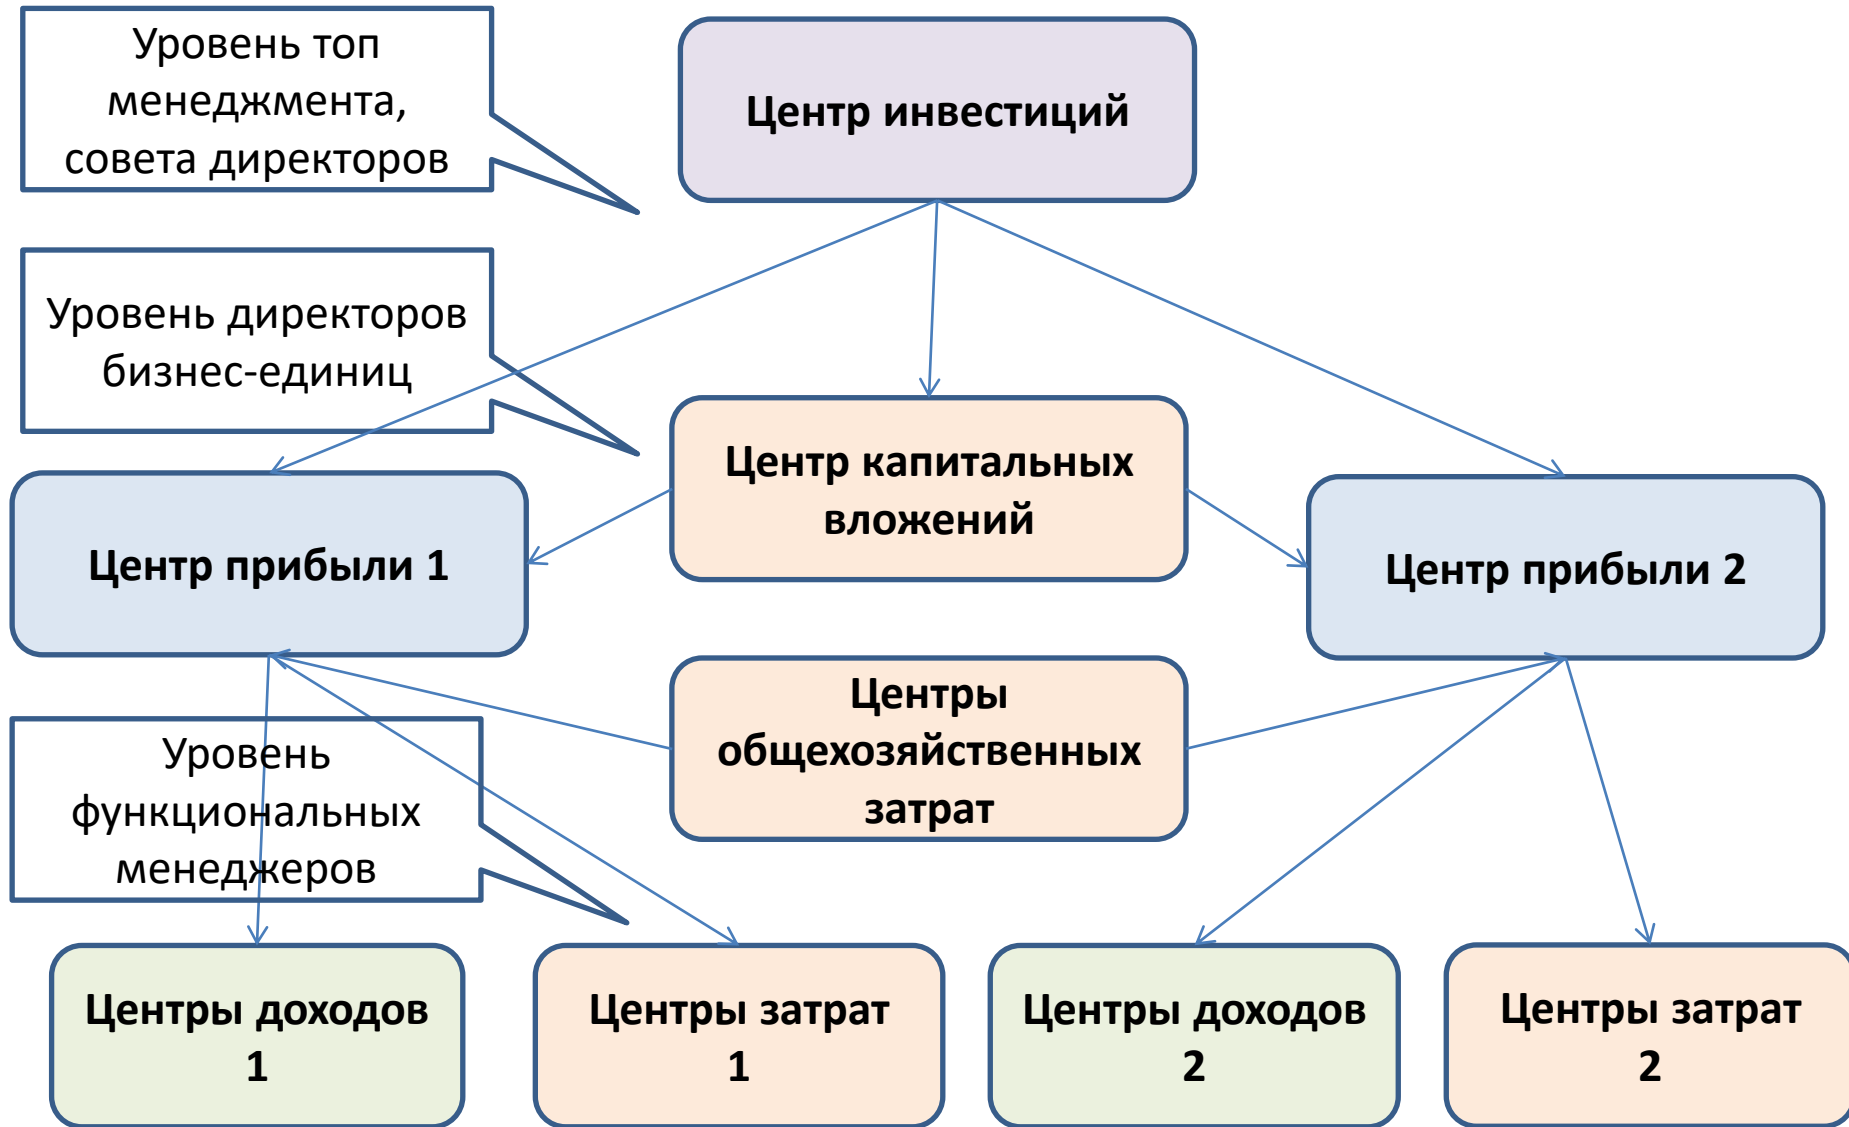 Уровень топ
менеджмента,
совета директоров
Центр инвестиций
Уровень директоров
бизнес-единиц
Центр капитальных
вложений
Центр прибыли 1
Центр прибыли 2
Центры
общехозяйственных
затрат
Уровень
функциональных
менеджеров
Центры доходов
1
Центры затрат
1
Центры доходов
2
Центры затрат
2